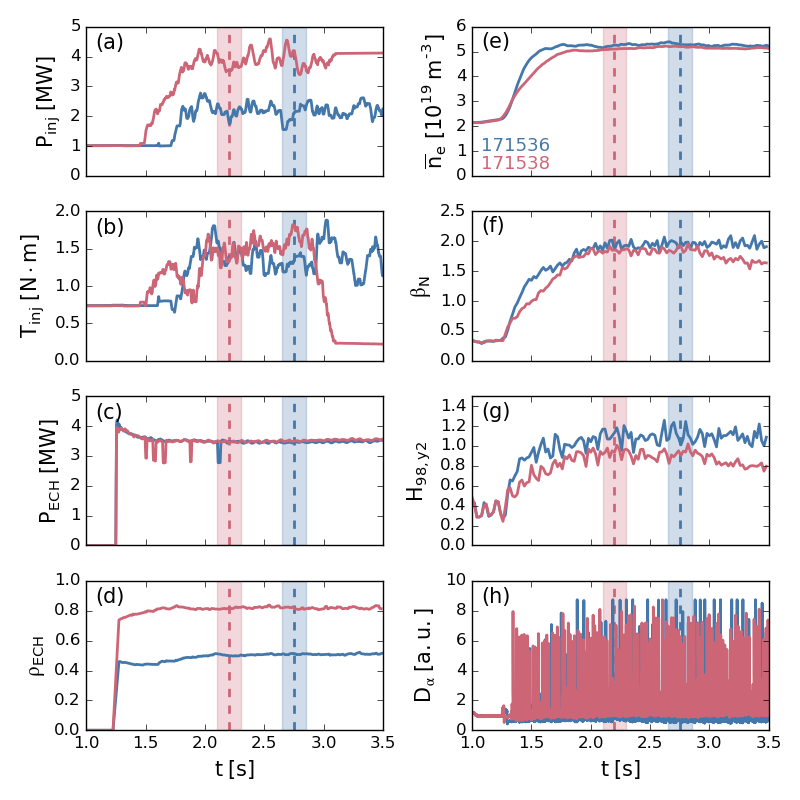 (a)
P_inj [MW]
5
4
3
2
1
0
(e)
n̅_e [10^19 m^-3]
6
5
4
3
2
1
0
171536
171538
(b)
T_inj [N · m]
2.0
1.5
1.0
0.5
0.0
(f)
β_N
2.5
2.0
1.5
1.0
0.5
0.0
(c)
P_ECH [MW]
5
4
3
2
1
0
(g)
H_98,y2
1.4
1.2
1.0
0.8
0.6
0.4
0.2
0.0
(d)
ρ_ECH
1.0
0.8
0.6
0.4
0.2
0.0
1.0 1.5 2.0 2.5 3.0 3.5
t [s]
(h)
D_α [a. u. ]
10
8
6
4
2
0
1.0 1.5 2.0 2.5 3.0 3.5
t [s]